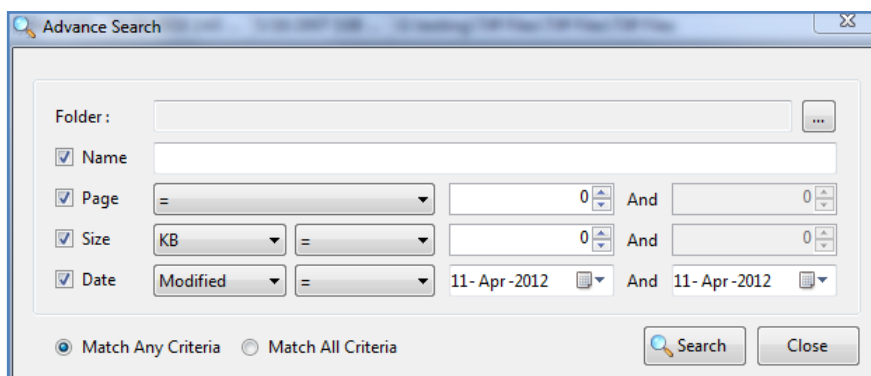 Advance Search
Folder :
...
Name
Page = 0 And 0
Size KB = 0 And 0
Date Modified = 11- Apr -2012 And 11- Apr -2012
Match Any Criteria Match All Criteria Search Close